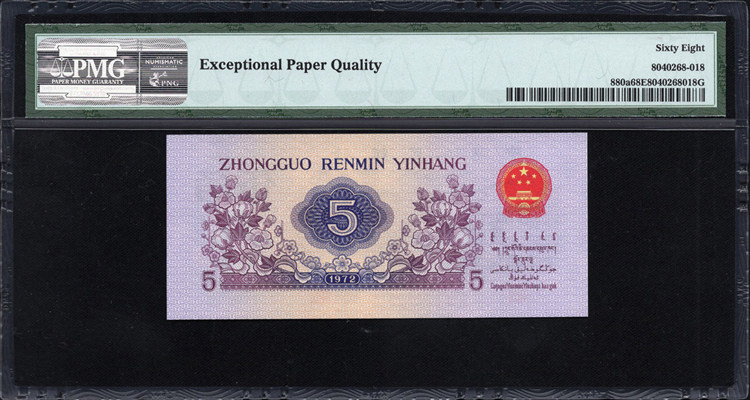 PMG
PAPER MONEY GUARANTY
NUMISMATIC
PNG
Exceptional Paper Quality
Sixty Eight
8040268-018
880a68E8040268018G
ZHONGGUO RENMIN YINHANG
5
5
5
1972